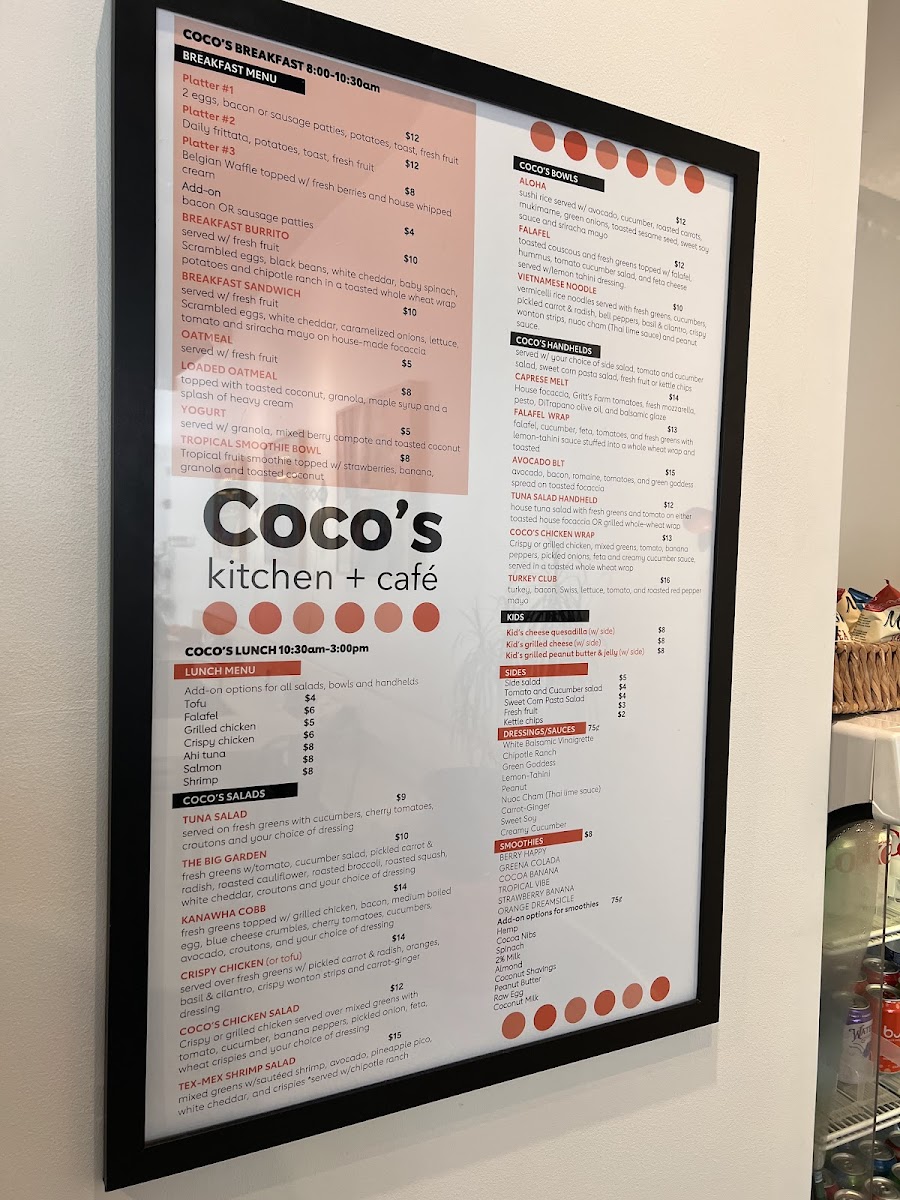 COCO'S BREAKFAST 8:00-10:30am
BREAKFAST MENU
Platter #1
$12
2 eggs, bacon or sausage patties, potatoes, toast, fresh fruit
Platter #2
$12
Daily frittata, potatoes, toast, fresh fruit
Platter #3
$8
Belgian Waffle topped w/ fresh berries and house whipped
cream
Add-on
$4
bacon OR sausage patties
BREAKFAST BURRITO
$10
served w/ fresh fruit
Scrambled eggs, black beans, white cheddar, baby spinach,
potatoes and chipotle ranch in a toasted whole wheat wrap
BREAKFAST SANDWICH
$10
served w/ fresh fruit
Scrambled eggs, white cheddar, caramelized onions, lettuce,
tomato and sriracha mayo on house-made focaccia
OATMEAL
$5
served w/ fresh fruit
LOADED OATMEAL
$8
topped with toasted coconut, granola, maple syrup and a
splash of heavy cream
YOGURT
$5
served w/ granola, mixed berry compote and toasted coconut
TROPICAL SMOOTHIE BOWL
$8
Tropical fruit smoothie topped w/ strawberries, banana,
granola and toasted coconut
Coco's
kitchen + café
COCO'S LUNCH 10:30am-3:00pm
LUNCH MENU
Add-on options for all salads, bowls and handhelds
Tofu $4
Falafel $6
Grilled chicken $5
Crispy chicken $6
Ahi tuna $8
Salmon $8
Shrimp $8
COCO'S SALADS
TUNA SALAD $9
served on fresh greens with cucumbers, cherry tomatoes,
croutons and your choice of dressing
THE BIG GARDEN $10
fresh greens w/tomato, cucumber salad, pickled carrot &
radish, roasted cauliflower, roasted broccoli, roasted squash,
white cheddar, croutons and your choice of dressing
KANAWHA COBB $14
fresh greens topped w/ grilled chicken, bacon, medium boiled
egg, blue cheese crumbles, cherry tomatoes, cucumbers,
avocado, croutons, and your choice of dressing
CRISPY CHICKEN (or tofu) $14
served over fresh greens w/ pickled carrot & radish, oranges,
basil & cilantro, crispy wonton strips and carrot-ginger
dressing
COCO'S CHICKEN SALAD $12
Crispy or grilled chicken served over mixed greens with
tomato, cucumber, banana peppers, pickled onion, feta,
wheat crispies and your choice of dressing
TEX-MEX SHRIMP SALAD $15
mixed greens w/sautéed shrimp, avocado, pineapple pico,
white cheddar, and crispies *served w/chipotle ranch
COCO'S BOWLS
ALOHA $12
sushi rice served w/ avocado, cucumber, roasted carrots,
mukimame, green onions, toasted sesame seed, sweet soy
sauce and sriracha mayo
FALAFEL $12
toasted couscous and fresh greens topped w/ falafel,
hummus, tomato cucumber salad, and feta cheese
served w/lemon tahini dressing.
VIETNAMESE NOODLE $10
vermicelli rice noodles served with fresh greens, cucumbers,
pickled carrot & radish, bell peppers, basil & cilantro, crispy
wonton strips, nuoc cham (Thai lime sauce) and peanut
sauce.
COCO'S HANDHELDS
served w/ your choice of side salad, tomato and cucumber
salad, sweet corn pasta salad, fresh fruit or kettle chips
CAPRESE MELT $14
House focaccia, Gritt's Farm tomatoes, fresh mozzarella,
pesto, DiTrapano olive oil, and balsamic glaze
FALAFEL WRAP $13
falafel, cucumber, feta, tomatoes, and fresh greens with
lemon-tahini sauce stuffed into a whole wheat wrap and
toasted
AVOCADO BLT $15
avocado, bacon, romaine, tomatoes, and green goddess
spread on toasted focaccia
TUNA SALAD HANDHELD $12
house tuna salad with fresh greens and tomato on either
toasted house focaccia OR grilled whole-wheat wrap
COCO'S CHICKEN WRAP $13
Crispy or grilled chicken, mixed greens, tomato, banana
peppers, pickled onions, feta and creamy cucumber sauce,
served in a toasted whole wheat wrap
TURKEY CLUB $16
turkey, bacon, Swiss, lettuce, tomato, and roasted red pepper
mayo
KIDS
Kid's cheese quesadilla (w/ side) $8
Kid's grilled cheese (w/ side) $8
Kid's grilled peanut butter & jelly (w/ side) $8
SIDES
Side salad $5
Tomato and Cucumber salad $4
Sweet Corn Pasta Salad $4
Fresh fruit $3
Kettle chips $2
DRESSINGS/SAUCES 75¢
White Balsamic Vinaigrette
Chipotle Ranch
Green Goddess
Lemon-Tahini
Peanut
Nuoc Cham (Thai lime sauce)
Carrot-Ginger
Sweet Soy
Creamy Cucumber
SMOOTHIES $8
BERRY HAPPY
GREENA COLADA
COCOA BANANA
TROPICAL VIBE
STRAWBERRY BANANA
ORANGE DREAMSICLE
Add-on options for smoothies 75¢
Hemp
Cocoa Nibs
Spinach
2% Milk
Almond
Coconut Shavings
Peanut Butter
Raw Egg
Coconut Milk